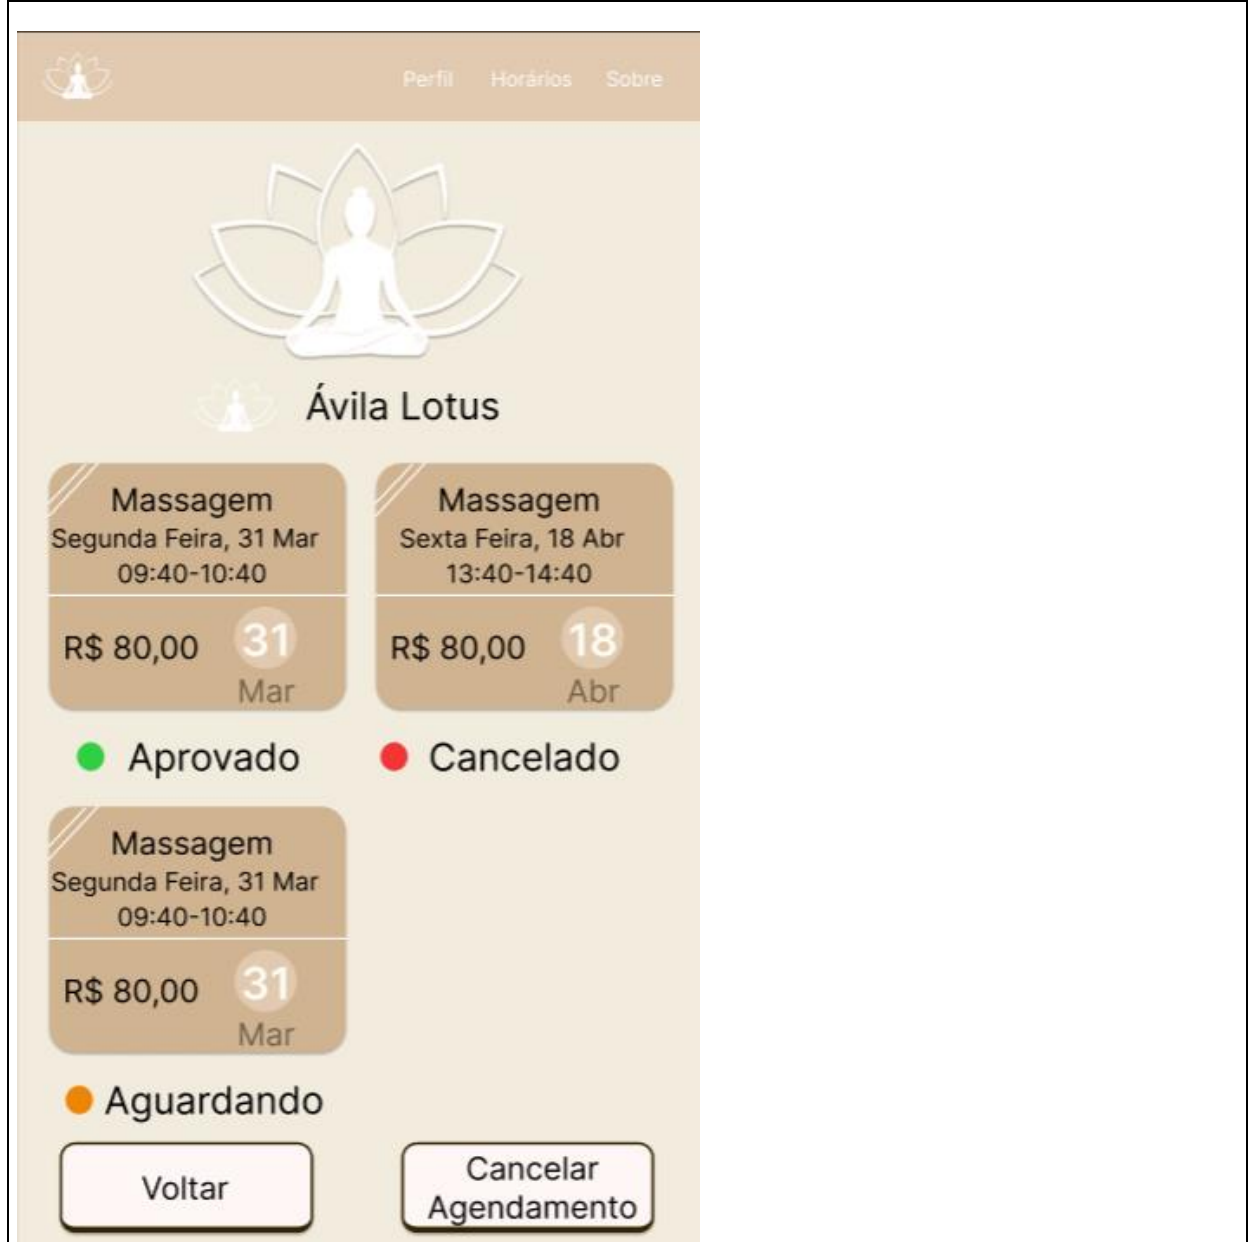 Perfil Horários Sobre
Ávila Lotus
Massagem
Segunda Feira, 31 Mar
09:40-10:40
R$ 80,00
31
Mar
Massagem
Sexta Feira, 18 Abr
13:40-14:40
R$ 80,00
18
Abr
Aprovado
Cancelado
Massagem
Segunda Feira, 31 Mar
09:40-10:40
R$ 80,00
31
Mar
Aguardando
Voltar
Cancelar
Agendamento